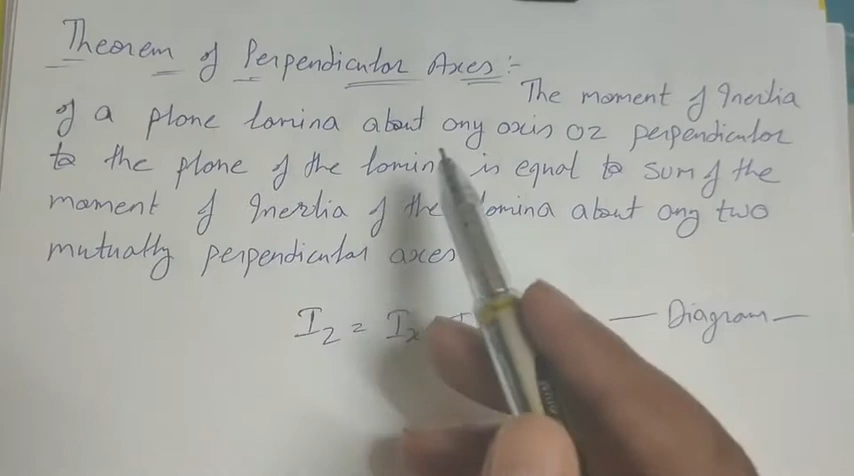 Theorem of Perpendicular Axes:-
The moment of Inertia
of a plane lamina about any axis OZ perpendicular
to the plane of the lamina is equal to sum of the
moment of Inertia of the lamina about any two
mutually perpendicular axes
Iz = Ix
— Diagram —